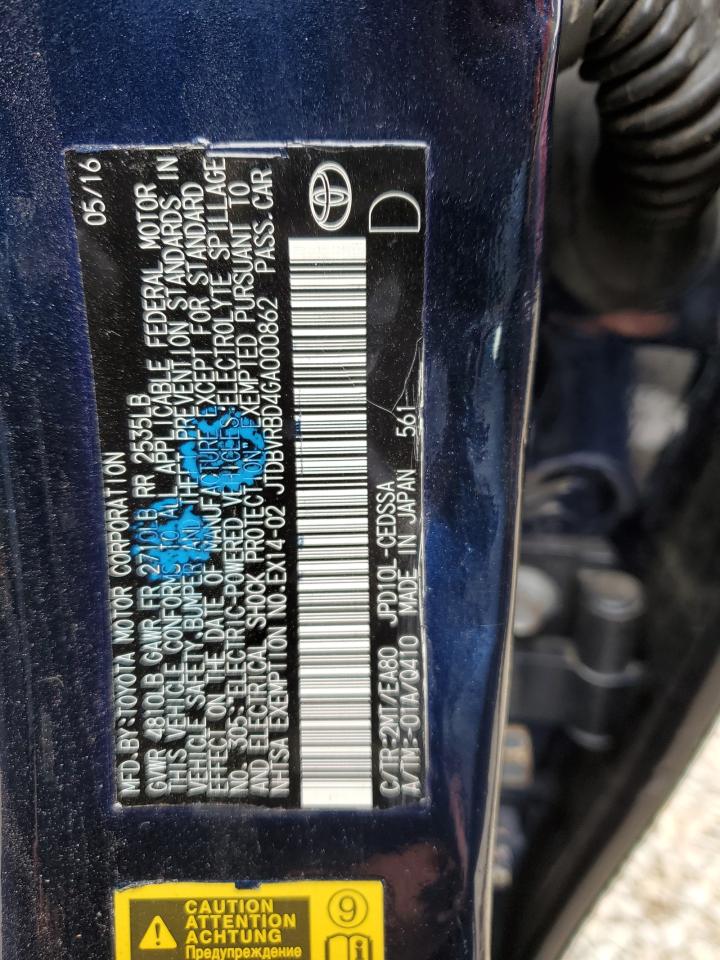 MFD.BY:TOYOTA MOTOR CORPORATION 05/16
GVWR 4810LB GAWR FR 2710LB RR 2535LB
THIS VEHICLE CONFORMS TO ALL APPLICABLE FEDERAL MOTOR
VEHICLE SAFETY,BUMPER AND THEFT PREVENTION STANDARDS IN
EFFECT ON THE DATE OF MANUFACTURE EXCEPT FOR STANDARD
NO. 305:"ELECTRIC-POWERED VEHICLES:ELECTROLYTE SPILLAGE
AND ELECTRICAL SHOCK PROTECTION"EXEMPTED PURSUANT TO
NHTSA EXEMPTION NO.EX14-02 JTDBVRBD4GA000862 PASS.CAR
C/TR:2M1/EA80 JPD10L-CEDSSA D
A/TM:-01A/Q410 MADE IN JAPAN 561
CAUTION
ATTENTION
ACHTUNG
Предупреждение
9